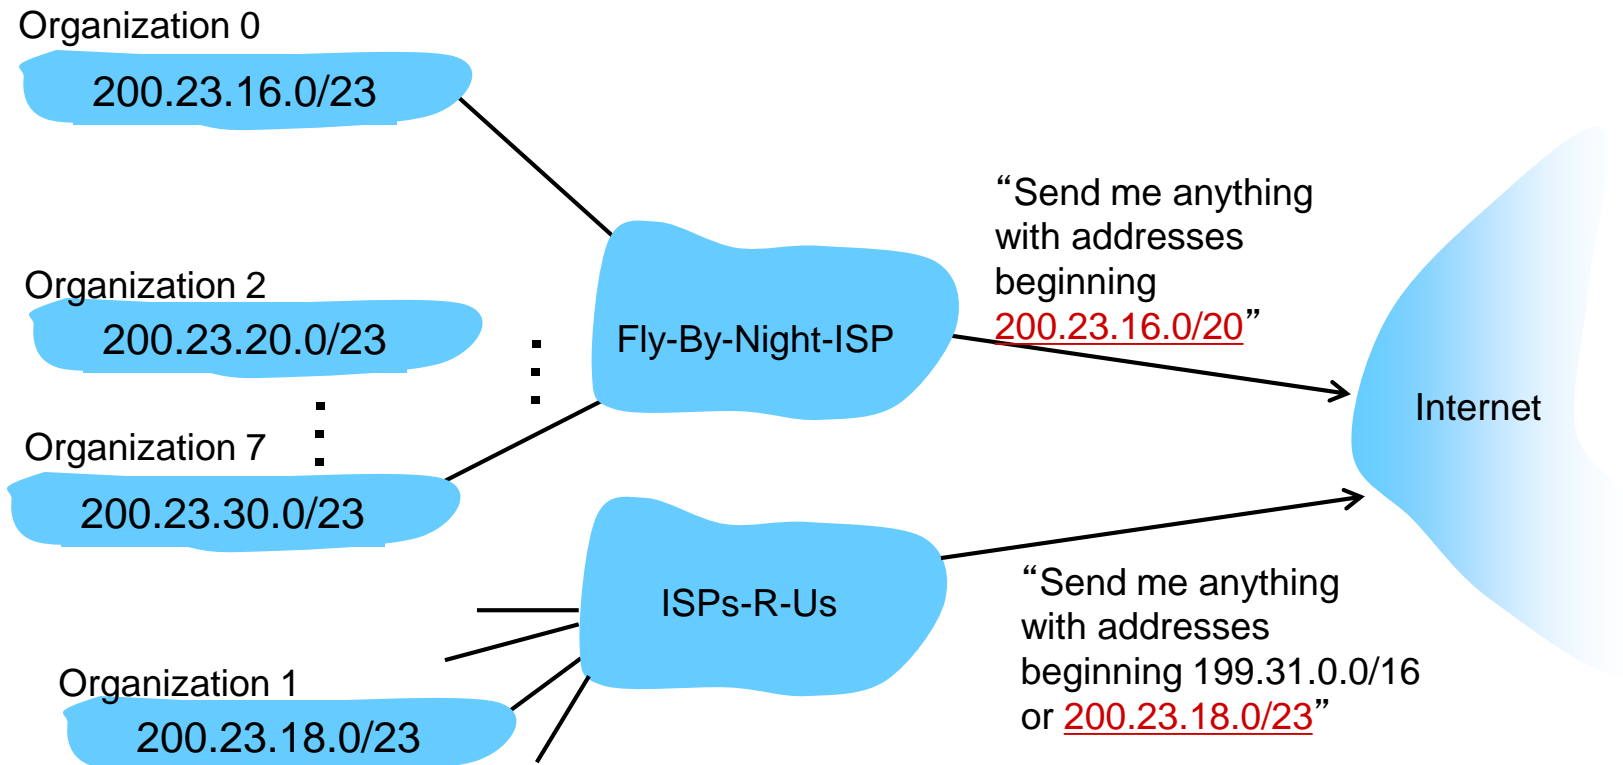 Organization 0
200.23.16.0/23
Organization 2
200.23.20.0/23
Organization 7
200.23.30.0/23
Fly-By-Night-ISP
“Send me anything
with addresses
beginning
200.23.16.0/20”
Internet
ISPs-R-Us
Organization 1
200.23.18.0/23
“Send me anything
with addresses
beginning 199.31.0.0/16
or 200.23.18.0/23”